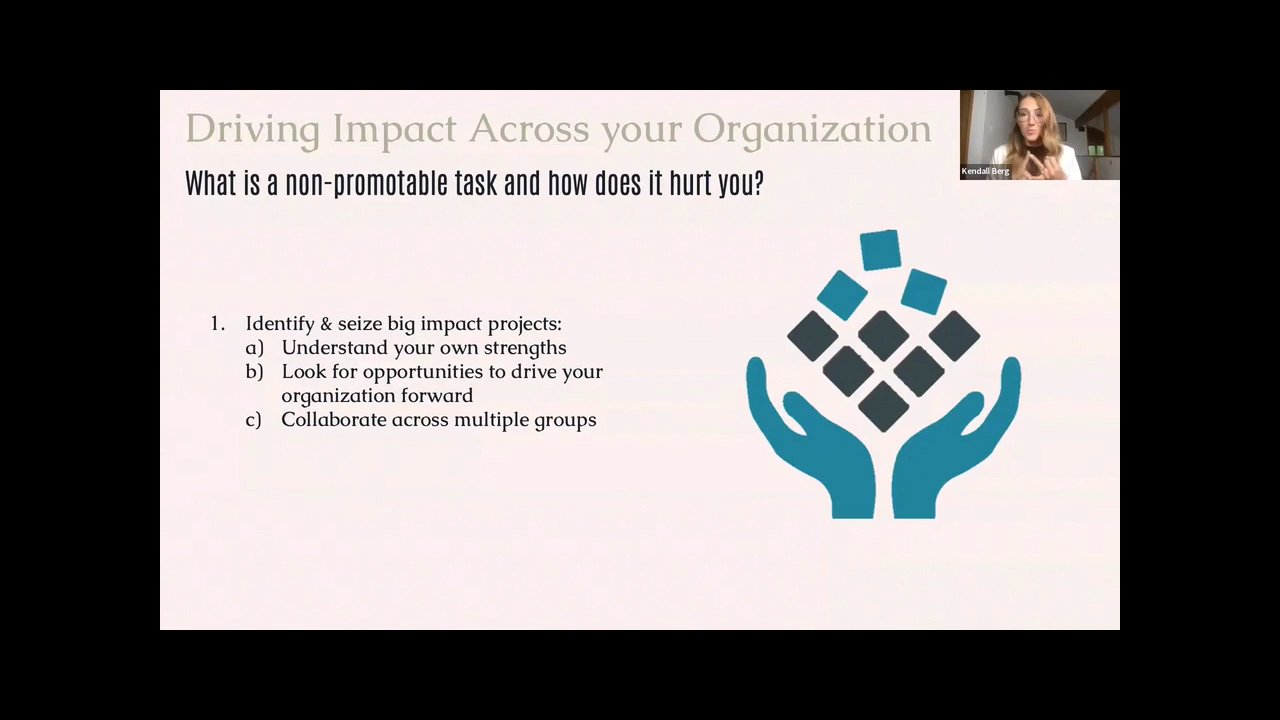 Driving Impact Across your Organization
What is a non-promotable task and how does it hurt you?
Kendall Berg
1. Identify & seize big impact projects:
a) Understand your own strengths
b) Look for opportunities to drive your
organization forward
c) Collaborate across multiple groups